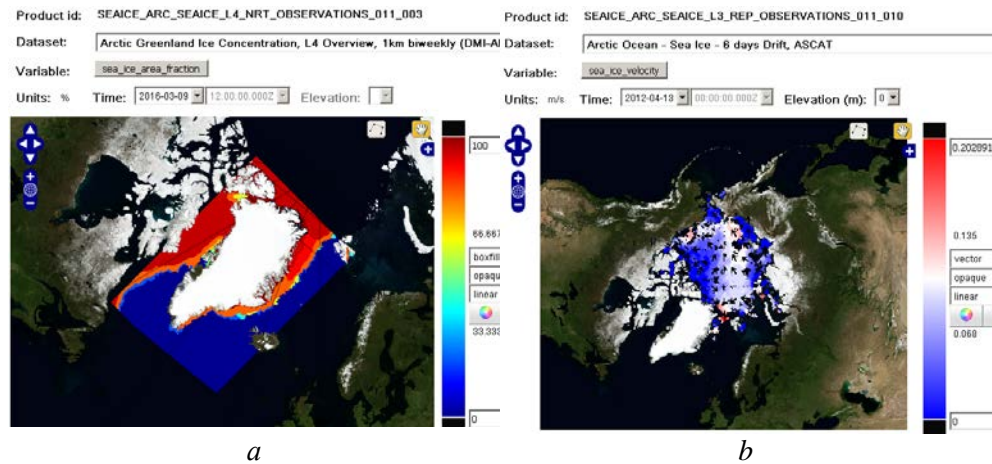 Product id: SEAICE_ARC_SEAICE_L4_NRT_OBSERVATIONS_011_003
Dataset: Arctic Greenland Ice Concentration, L4 Overview, 1km biweekly (DMI-A
Variable: sea_ice_area_fraction
Units: % Time: 2016-03-09 12:00:00.000Z Elevation:
100
66.667
boxfill
opaqu
linear
33.333
0
a
Product id: SEAICE_ARC_SEAICE_L3_REP_OBSERVATIONS_011_010
Dataset: Arctic Ocean - Sea Ice - 6 days Drift, ASCAT
Variable: sea_ice_velocity
Units: m/s Time: 2012-04-13 00:00:00.000Z Elevation (m): 0
0.202891
0.135
vector
opaque
linear
0.068
0
b